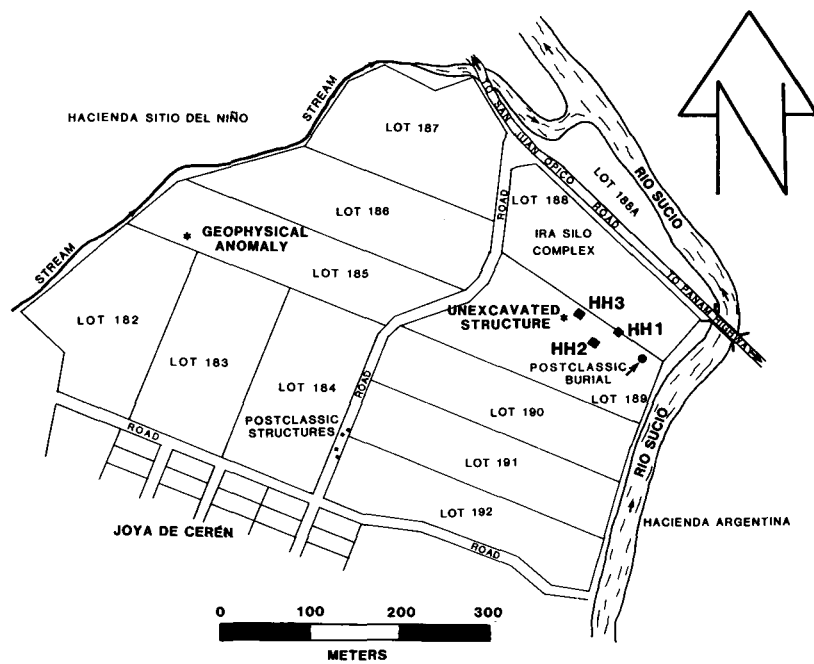 HACIENDA SITIO DEL NIÑO
STREAM
LOT 187
TO SAN JUAN OPICO
ROAD
TO PANAM HIGHWAY
LOT 188A
RIO SUCIO
N
LOT 188
IRA SILO
COMPLEX
ROAD
LOT 186
GEOPHYSICAL
ANOMALY
LOT 185
STREAM
UNEXCAVATED
STRUCTURE
HH3
HH1
HH2
POSTCLASSIC
BURIAL
LOT 182
LOT 183
LOT 184
ROAD
LOT 189
LOT 190
POSTCLASSIC
STRUCTURES
RIO SUCIO
ROAD
LOT 191
LOT 192
HACIENDA ARGENTINA
JOYA DE CERÉN
ROAD
0 100 200 300
METERS